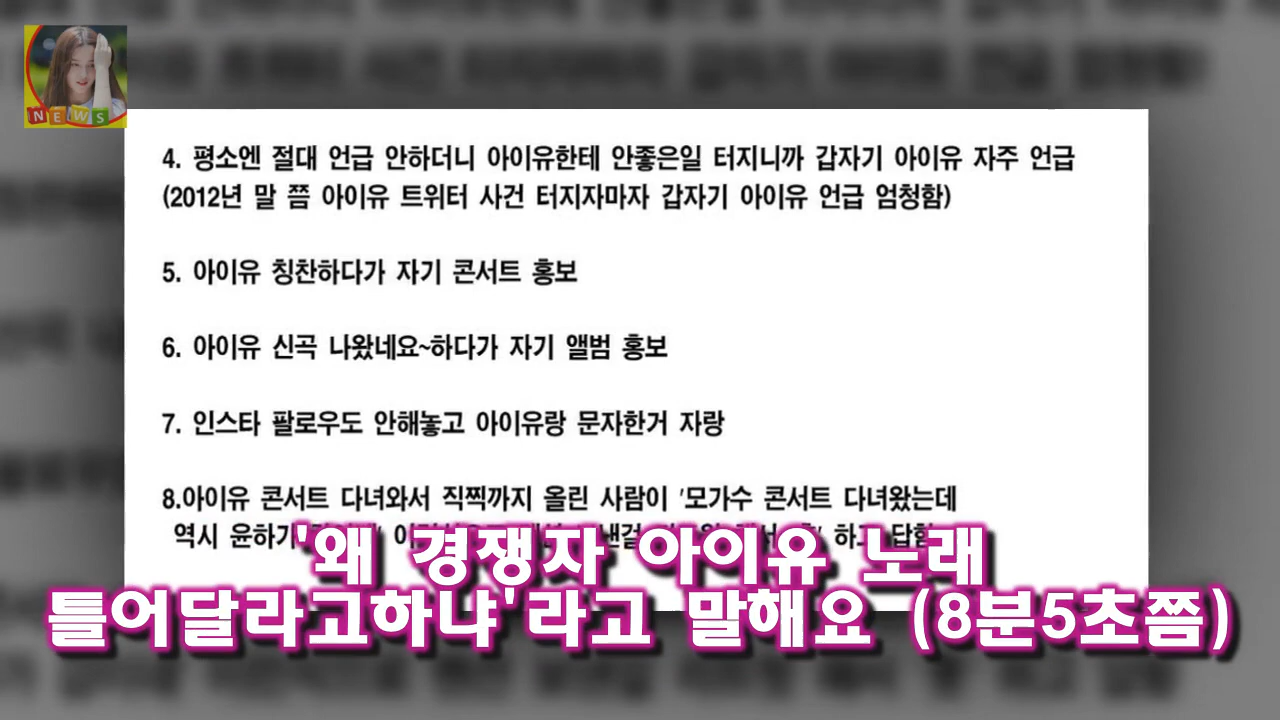 NEWS
4. 평소엔 절대 언급 안하더니 아이유한테 안좋은일 터지니까 갑자기 아이유 자주 언급
(2012년 말 쯤 아이유 트위터 사건 터지자마자 갑자기 아이유 언급 엄청함)
5. 아이유 칭찬하다가 자기 콘서트 홍보
6. 아이유 신곡 나왔네요~하다가 자기 앨범 홍보
7. 인스타 팔로우도 안해놓고 아이유랑 문자한거 자랑
8.아이유 콘서트 다녀와서 직찍까지 올린 사람이 '모가수 콘서트 다녀왔는데
역시 윤하가 하고 답함
'왜 경쟁자 아이유 노래
틀어달라고하냐'라고 말해요 (8분5초쯤)